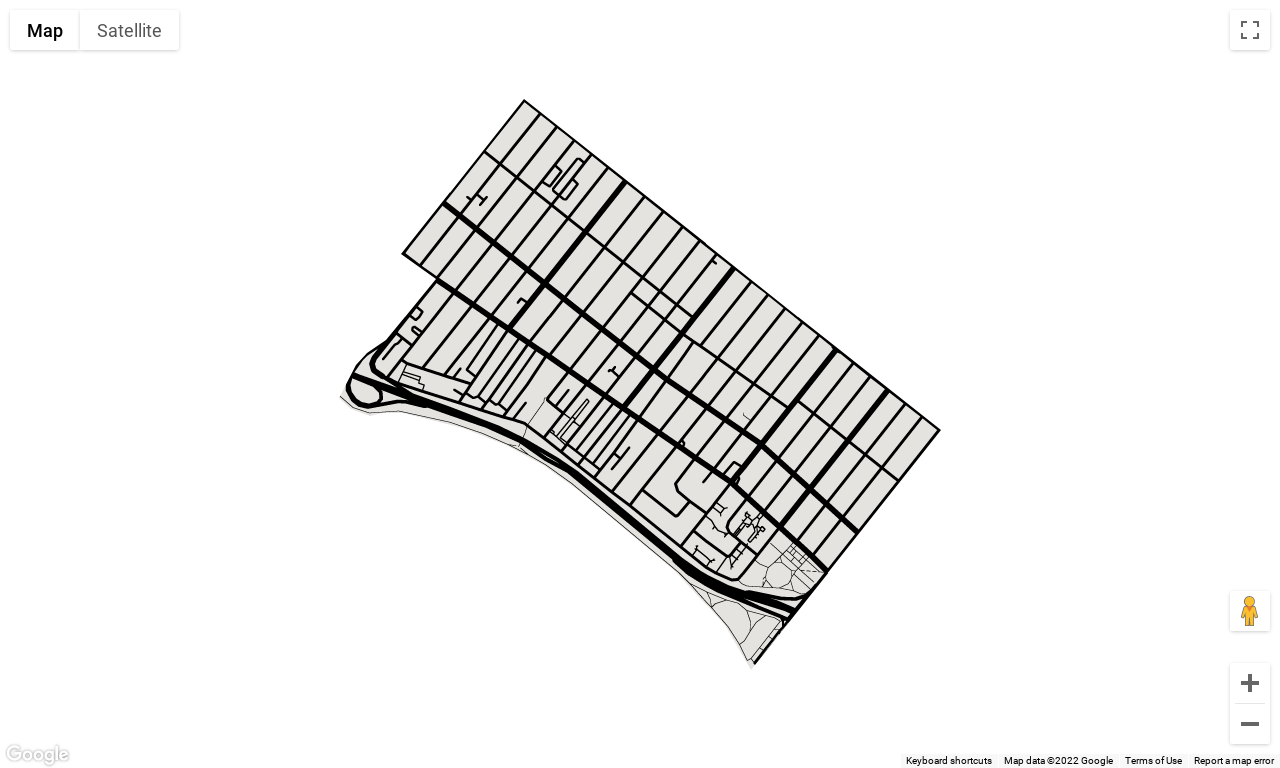 Map Satellite
Google
Keyboard shortcuts Map data ©2022 Google Terms of Use Report a map error